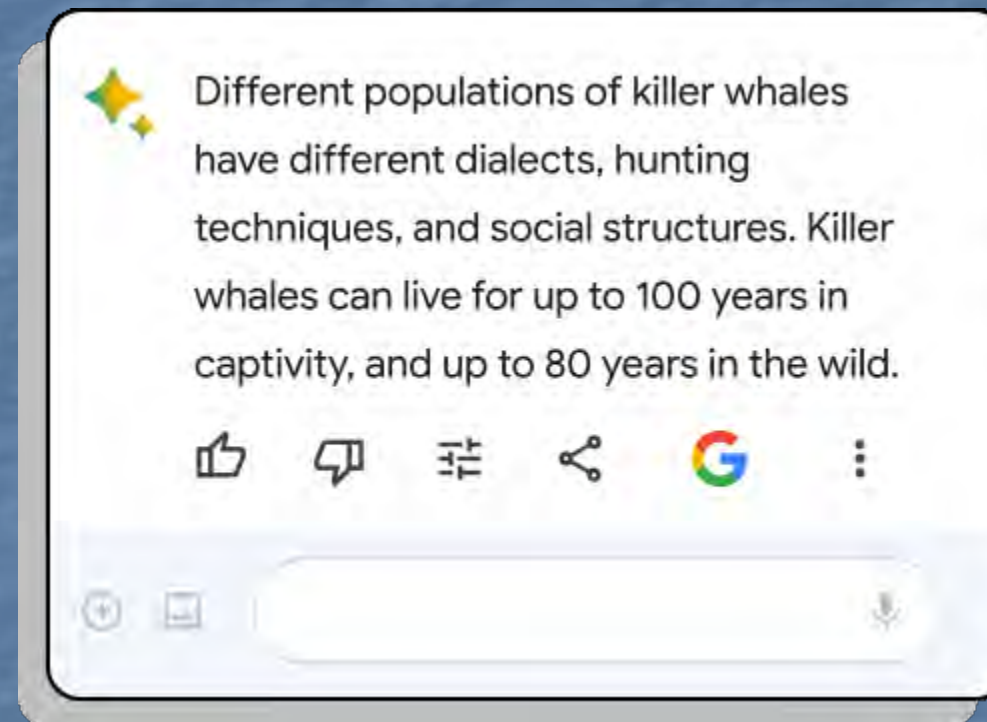 Different populations of killer whales
have different dialects, hunting
techniques, and social structures. Killer
whales can live for up to 100 years in
captivity, and up to 80 years in the wild.